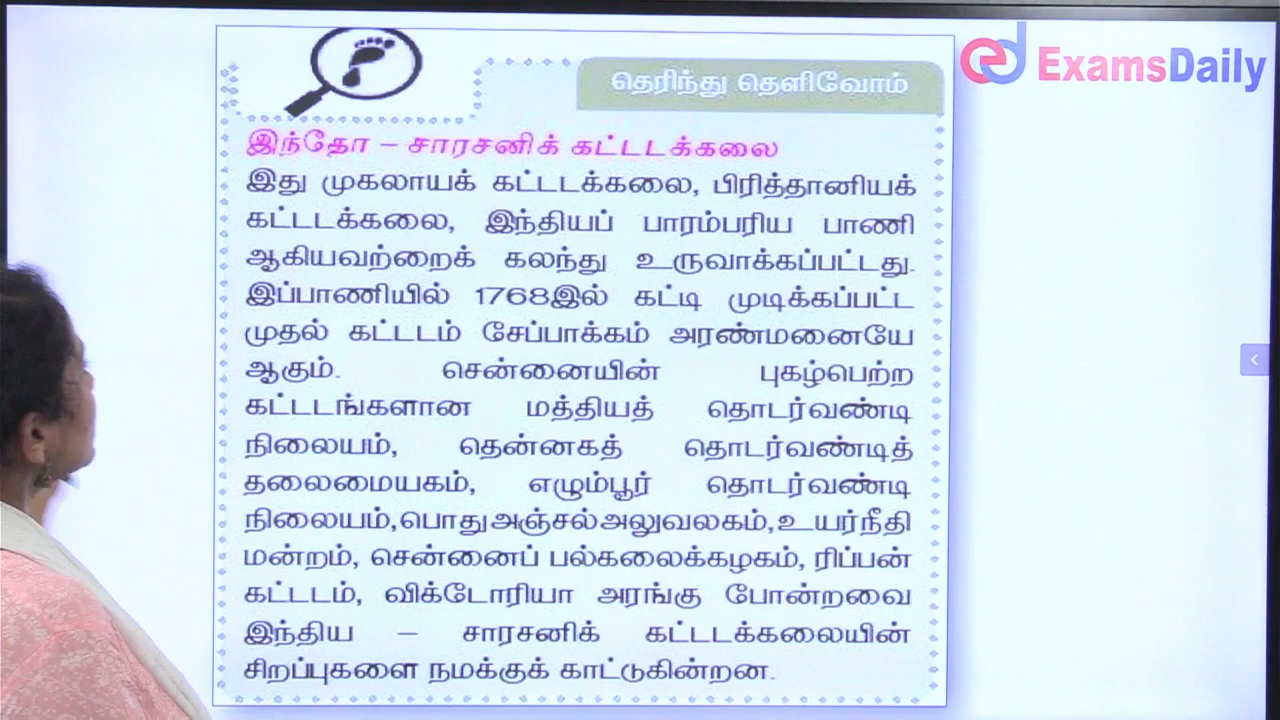 ExamsDaily
தெரிந்து தெளிவோம்
இந்தோ – சாரசனிக் கட்டடக்கலை
இது முகலாயக் கட்டடக்கலை, பிரித்தானியக்
கட்டடக்கலை, இந்தியப் பாரம்பரிய பாணி
ஆகியவற்றைக் கலந்து உருவாக்கப்பட்டது.
இப்பாணியில் 1768இல் கட்டி முடிக்கப்பட்ட
முதல் கட்டடம் சேப்பாக்கம் அரண்மனையே
ஆகும். சென்னையின் புகழ்பெற்ற
கட்டடங்களான மத்தியத் தொடர்வண்டி
நிலையம், தென்னகத் தொடர்வண்டித்
தலைமையகம், எழும்பூர் தொடர்வண்டி
நிலையம்,பொதுஅஞ்சல்அலுவலகம்,உயர்நீதி
மன்றம், சென்னைப் பல்கலைக்கழகம், ரிப்பன்
கட்டடம், விக்டோரியா அரங்கு போன்றவை
இந்திய – சாரசனிக் கட்டடக்கலையின்
சிறப்புகளை நமக்குக் காட்டுகின்றன.